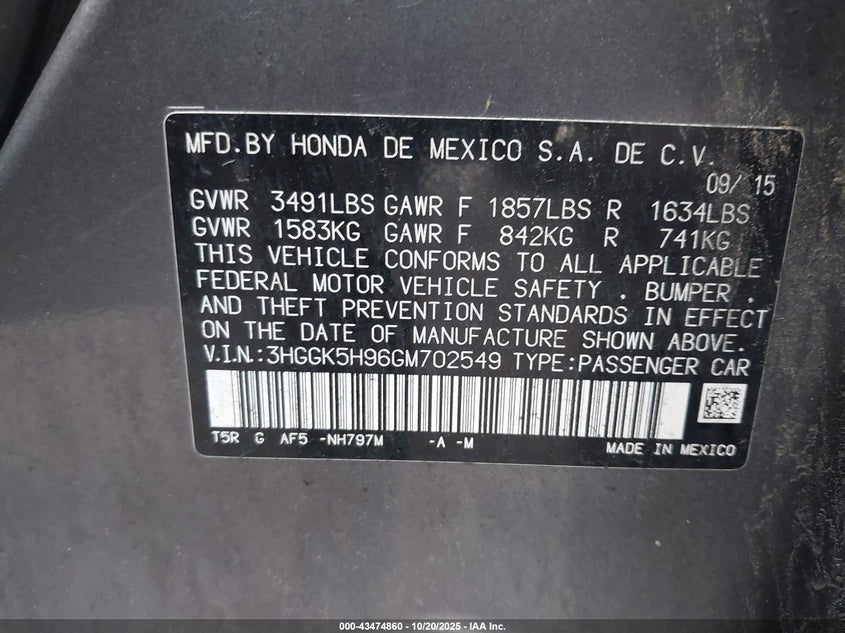 MFD.BY HONDA DE MEXICO S.A. DE C.V.
09/ 15
GVWR 3491LBS GAWR F 1857LBS R 1634LBS
GVWR 1583KG GAWR F 842KG R 741KG
THIS VEHICLE CONFORMS TO ALL APPLICABLE
FEDERAL MOTOR VEHICLE SAFETY . BUMPER .
AND THEFT PREVENTION STANDARDS IN EFFECT
ON THE DATE OF MANUFACTURE SHOWN ABOVE.
V.I.N.:3HGGK5H96GM702549 TYPE:PASSENGER CAR
T5R G AF5 -NH797M -A -M
MADE IN MEXICO
000-43474860 - 10/20/2025 - IAA Inc.